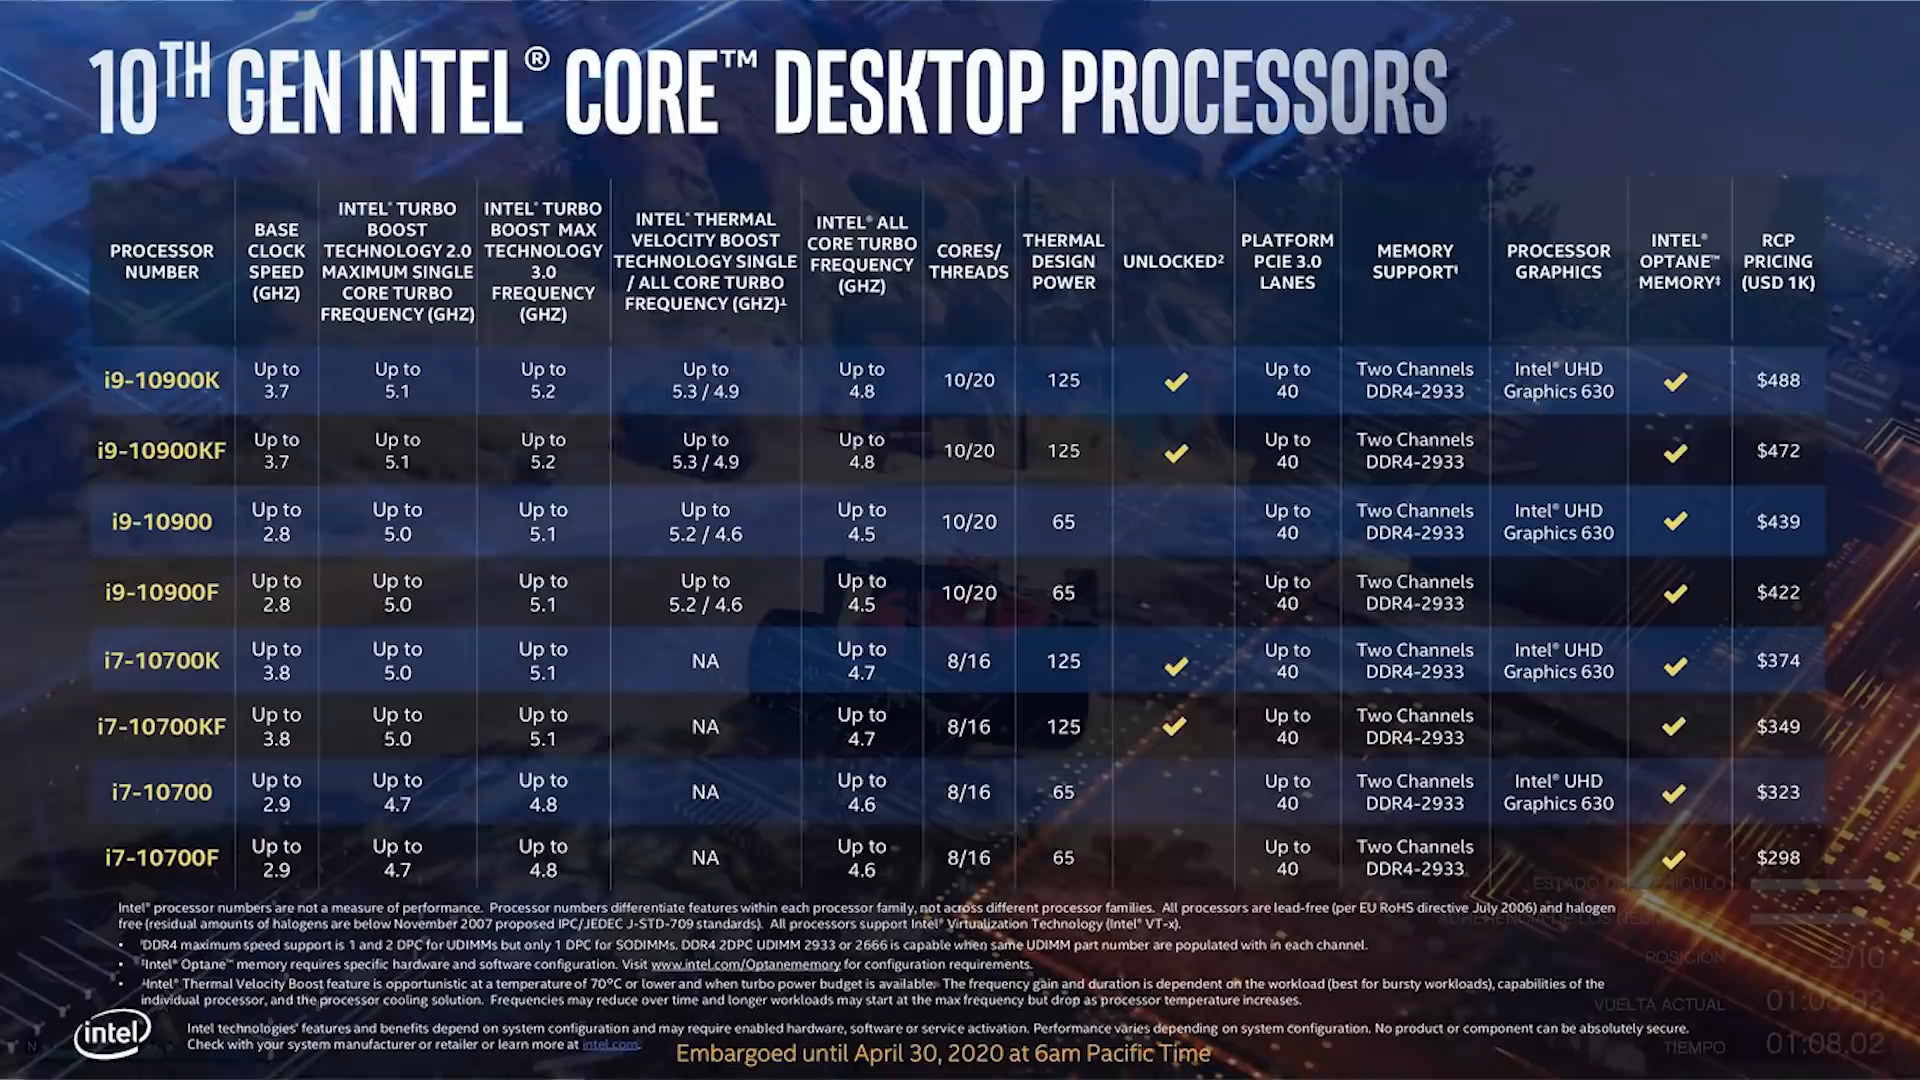 10TH GEN INTEL® CORE™ DESKTOP PROCESSORS
PROCESSOR NUMBER
BASE CLOCK SPEED (GHZ)
INTEL® TURBO BOOST TECHNOLOGY 2.0 MAXIMUM SINGLE CORE TURBO FREQUENCY (GHZ)
INTEL® TURBO BOOST MAX TECHNOLOGY 3.0 FREQUENCY (GHZ)
INTEL® THERMAL VELOCITY BOOST TECHNOLOGY SINGLE / ALL CORE TURBO FREQUENCY (GHZ)⊥
INTEL® ALL CORE TURBO FREQUENCY (GHZ)
CORES/ THREADS
THERMAL DESIGN POWER
UNLOCKED²
PLATFORM PCIE 3.0 LANES
MEMORY SUPPORT¹
PROCESSOR GRAPHICS
INTEL® OPTANE™ MEMORY‡
RCP PRICING (USD 1K)
i9-10900K Up to 3.7 Up to 5.1 Up to 5.2 Up to 5.3 / 4.9 Up to 4.8 10/20 125 ✓ Up to 40 Two Channels DDR4-2933 Intel® UHD Graphics 630 ✓ $488
i9-10900KF Up to 3.7 Up to 5.1 Up to 5.2 Up to 5.3 / 4.9 Up to 4.8 10/20 125 ✓ Up to 40 Two Channels DDR4-2933 ✓ $472
i9-10900 Up to 2.8 Up to 5.0 Up to 5.1 Up to 5.2 / 4.6 Up to 4.5 10/20 65 Up to 40 Two Channels DDR4-2933 Intel® UHD Graphics 630 ✓ $439
i9-10900F Up to 2.8 Up to 5.0 Up to 5.1 Up to 5.2 / 4.6 Up to 4.5 10/20 65 Up to 40 Two Channels DDR4-2933 ✓ $422
i7-10700K Up to 3.8 Up to 5.0 Up to 5.1 NA Up to 4.7 8/16 125 ✓ Up to 40 Two Channels DDR4-2933 Intel® UHD Graphics 630 ✓ $374
i7-10700KF Up to 3.8 Up to 5.0 Up to 5.1 NA Up to 4.7 8/16 125 ✓ Up to 40 Two Channels DDR4-2933 ✓ $349
i7-10700 Up to 2.9 Up to 4.7 Up to 4.8 NA Up to 4.6 8/16 65 Up to 40 Two Channels DDR4-2933 Intel® UHD Graphics 630 ✓ $323
i7-10700F Up to 2.9 Up to 4.7 Up to 4.8 NA Up to 4.6 8/16 65 Up to 40 Two Channels DDR4-2933 ✓ $298
Intel® processor numbers are not a measure of performance. Processor numbers differentiate features within each processor family, not across different processor families. All processors are lead-free (per EU RoHS directive July 2006) and halogen
free (residual amounts of halogens are below November 2007 proposed IPC/JEDEC J-STD-709 standards). All processors support Intel® Virtualization Technology (Intel® VT-x).
• ¹DDR4 maximum speed support is 1 and 2 DPC for UDIMMs but only 1 DPC for SODIMMs. DDR4 2DPC UDIMM 2933 or 2666 is capable when same UDIMM part number are populated with in each channel.
• ‡Intel® Optane™ memory requires specific hardware and software configuration. Visit www.intel.com/Optanememory for configuration requirements.
• ⊥Intel® Thermal Velocity Boost feature is opportunistic at a temperature of 70°C or lower and when turbo power budget is available. The frequency gain and duration is dependent on the workload (best for bursty workloads), capabilities of the
individual processor, and the processor cooling solution. Frequencies may reduce over time and longer workloads may start at the max frequency but drop as processor temperature increases.
intel
Intel technologies' features and benefits depend on system configuration and may require enabled hardware, software or service activation. Performance varies depending on system configuration. No product or component can be absolutely secure.
Check with your system manufacturer or retailer or learn more at intel.com.
Embargoed until April 30, 2020 at 6am Pacific Time
POSICIÓN 2/10
VUELTA ACTUAL
TIEMPO 01:08.02